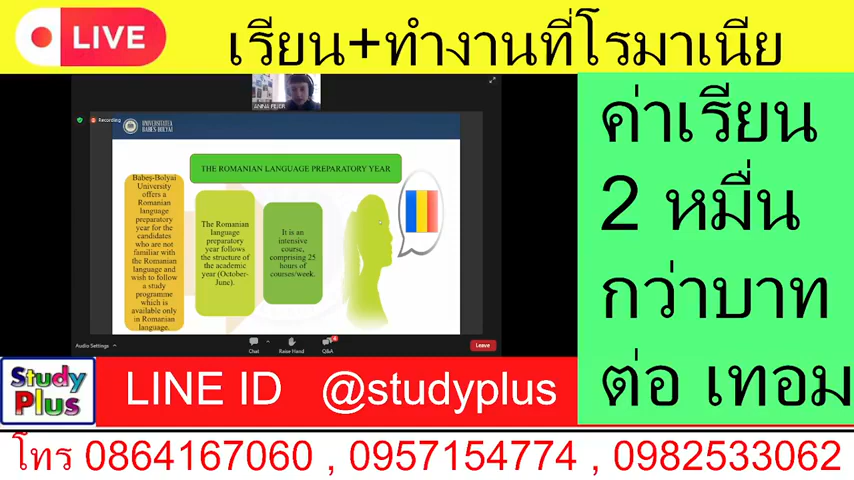 LIVE
เรียน+ทำงานที่โรมาเนีย
ค่าเรียน
2 หมื่น
กว่าบาท
ต่อ เทอม
ANNA FEIER
Recording
UNIVERSITATEA
BABEŞ-BOLYAI
THE ROMANIAN LANGUAGE PREPARATORY YEAR
Babeş-Bolyai
University
offers a
Romanian
language
preparatory
year for the
candidates
who are not
familiar with
the Romanian
language and
wish to follow
a study
programme
which is
available only
in Romanian
language.
The Romanian
language
preparatory
year follows
the structure of
the academic
year (October-
June).
It is an
intensive
course,
comprising 25
hours of
courses/week.
Audio Settings
Chat
Raise Hand
Q&A
Leave
Study
Plus
LINE ID @studyplus
โทร 0864167060 , 0957154774 , 0982533062